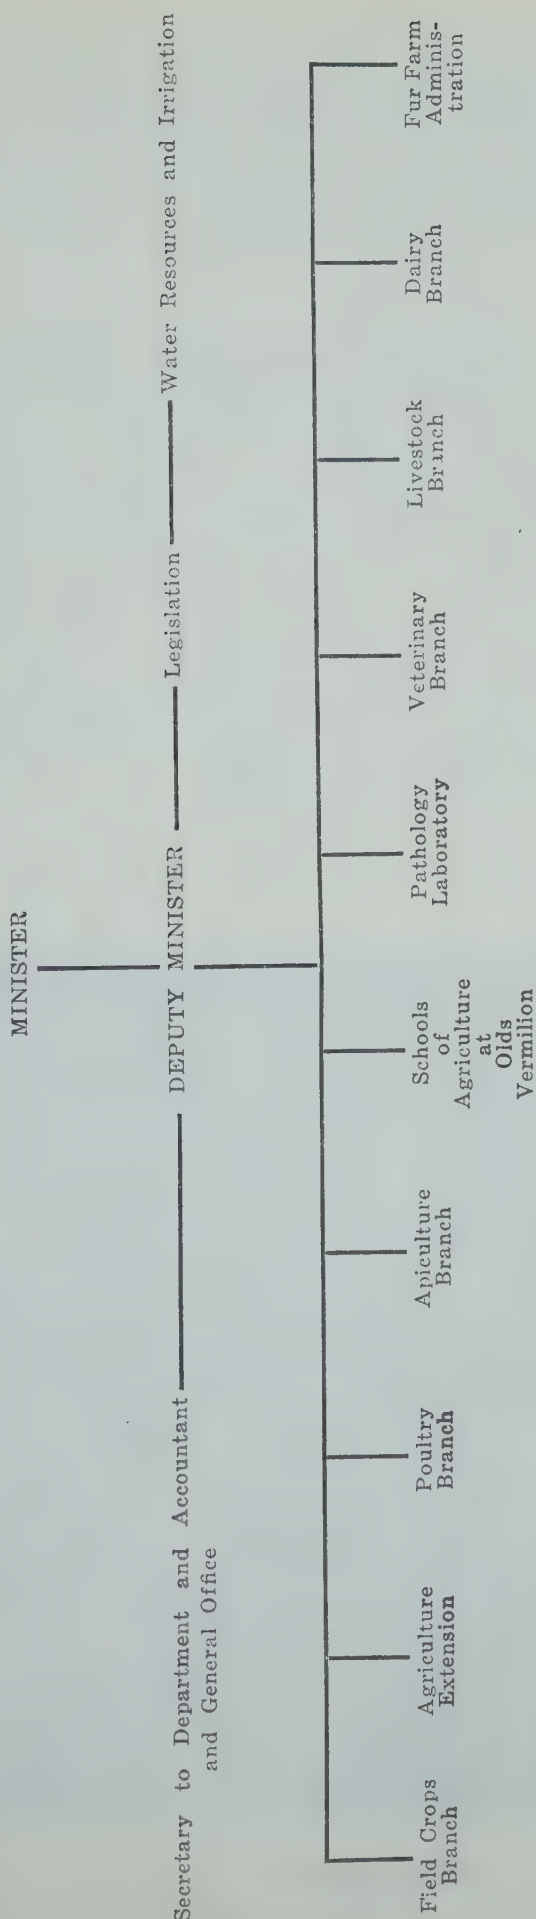 MINISTER
Secretary to Department and Accountant
and General Office
DEPUTY MINISTER
Legislation
Water Resources and Irrigation
Field Crops
Branch
Agriculture
Extension
Poultry
Branch
Apiculture
Branch
Schools
of
Agriculture
at
Olds
Vermilion
Pathology
Laboratory
Veterinary
Branch
Livestock
Branch
Dairy
Branch
Fur Farm
Adminis-
tration